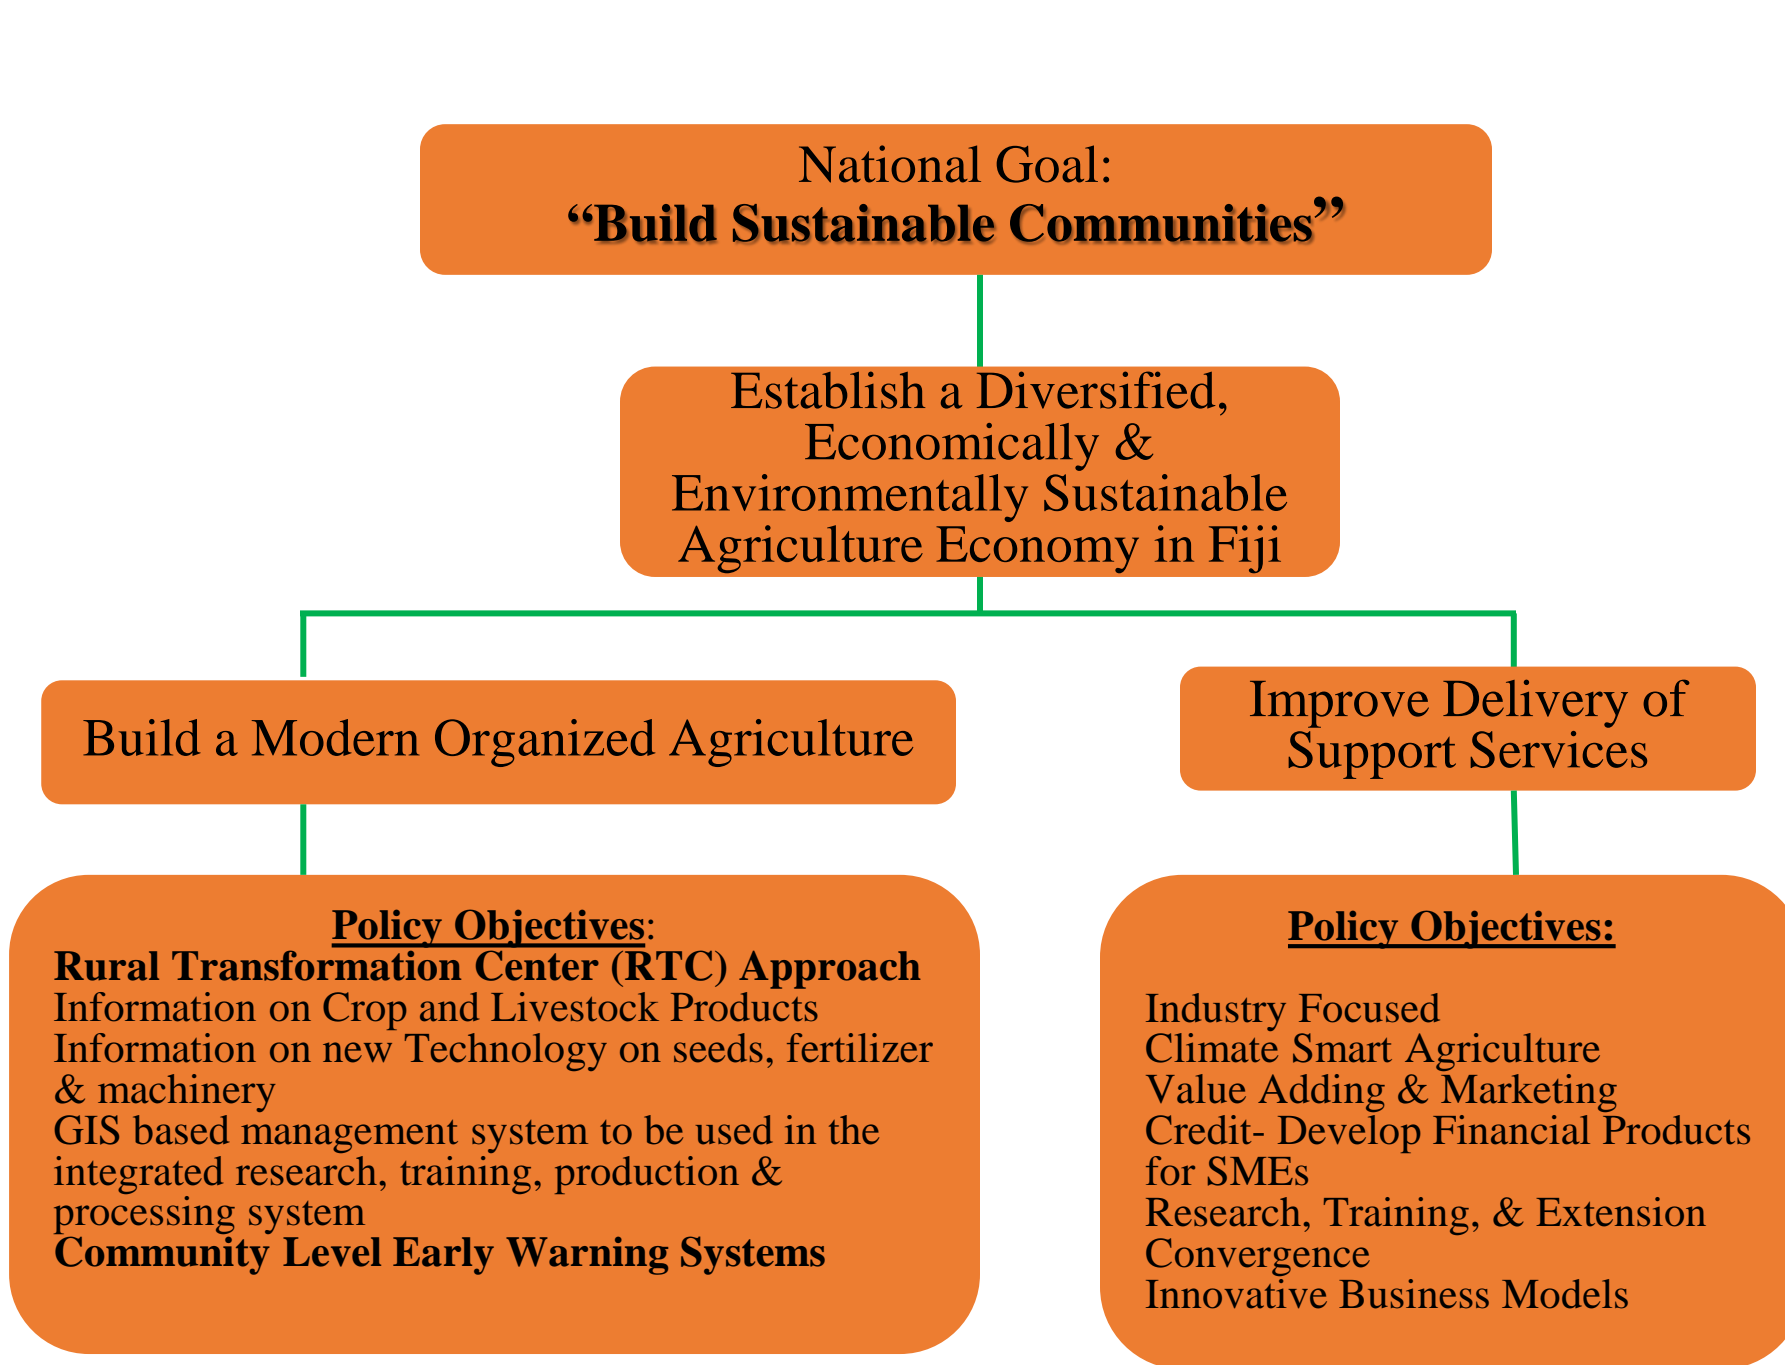 National Goal:
“Build Sustainable Communities”
Establish a Diversified,
Economically &
Environmentally Sustainable
Agriculture Economy in Fiji
Build a Modern Organized Agriculture
Improve Delivery of
Support Services
Policy Objectives:
Rural Transformation Center (RTC) Approach
Information on Crop and Livestock Products
Information on new Technology on seeds, fertilizer
& machinery
GIS based management system to be used in the
integrated research, training, production &
processing system
Community Level Early Warning Systems
Policy Objectives:
Industry Focused
Climate Smart Agriculture
Value Adding & Marketing
Credit- Develop Financial Products
for SMEs
Research, Training, & Extension
Convergence
Innovative Business Models